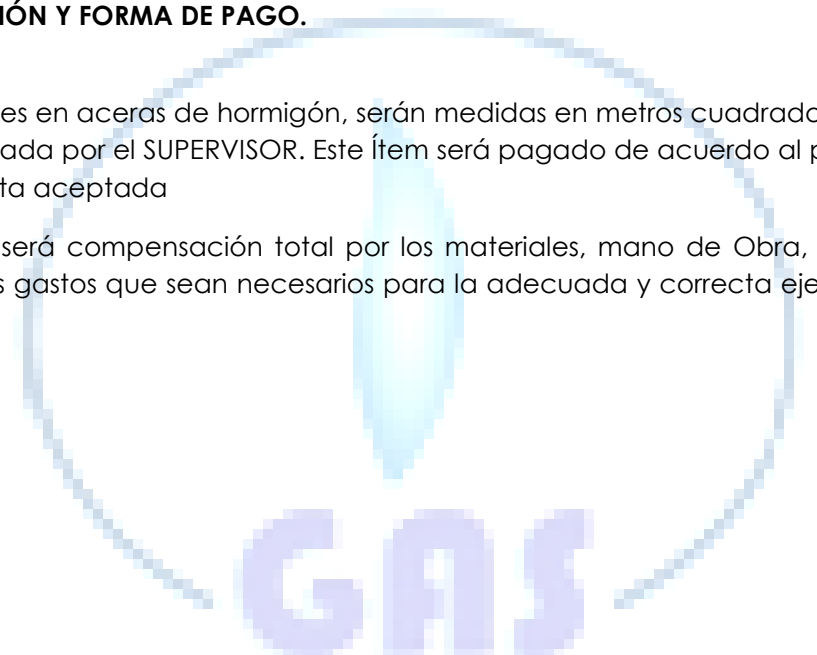 IÓN Y FORMA DE PAGO.
es en aceras de hormigón, serán medidas en metros cuadrado
ada por el SUPERVISOR. Este Ítem será pagado de acuerdo al p
ta aceptada
será compensación total por los materiales, mano de Obra,
s gastos que sean necesarios para la adecuada y correcta eje
GAS